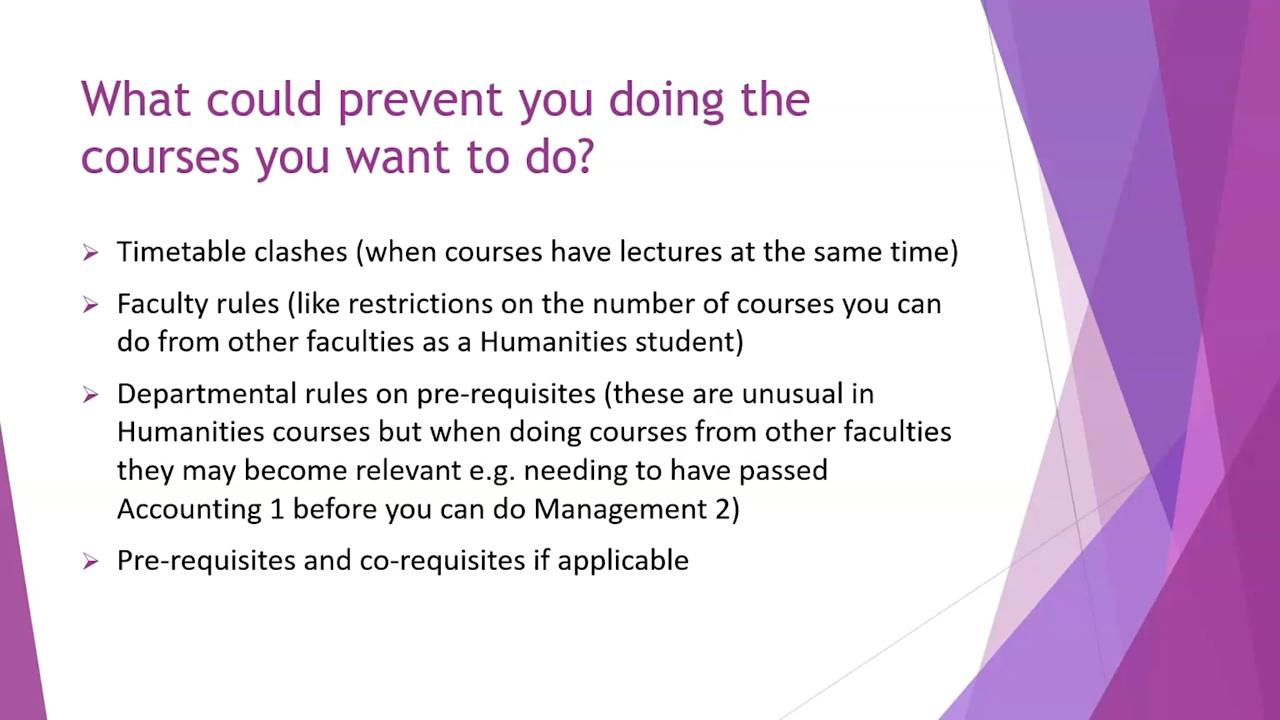 What could prevent you doing the
courses you want to do?
Timetable clashes (when courses have lectures at the same time)
Faculty rules (like restrictions on the number of courses you can
do from other faculties as a Humanities student)
Departmental rules on pre-requisites (these are unusual in
Humanities courses but when doing courses from other faculties
they may become relevant e.g. needing to have passed
Accounting 1 before you can do Management 2)
Pre-requisites and co-requisites if applicable